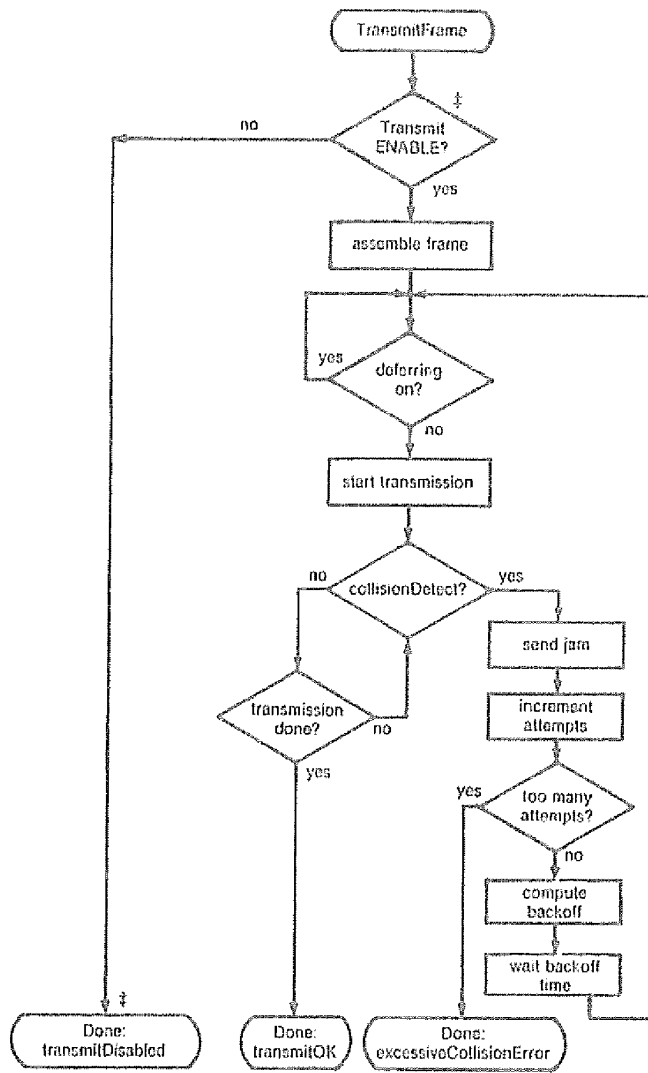 TransmitFrame
‡
Transmit
ENABLE?
no
yes
assemble frame
yes
deferring
on?
no
start transmission
no
collisionDetect?
yes
send jam
increment
attempts
transmission
done?
no
yes
yes
too many
attempts?
no
compute
backoff
wait backoff
time
‡
Done:
transmitDisabled
Done:
transmitOK
Done:
excessiveCollisionError